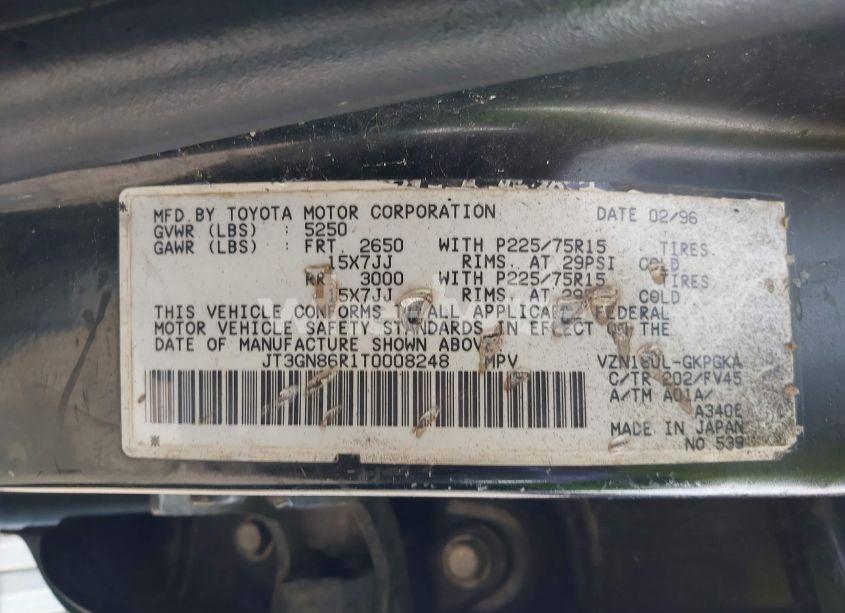 MFD. BY TOYOTA MOTOR CORPORATION DATE 02/96
GVWR (LBS) : 5250
GAWR (LBS) : FRT. 2650 WITH P225/75R15 TIRES
15X7JJ RIMS. AT 29PSI COLD
RR 3000 WITH P225/75R15 TIRES
15X7JJ RIMS. AT COLD
THIS VEHICLE CONFORMS TO ALL APPLICABLE FEDERAL
MOTOR VEHICLE SAFETY STANDARDS IN EFFECT ON THE
DATE OF MANUFACTURE SHOWN ABOVE
JT3GN86R1T0008248 MPV VZN180L-GKPGKA
C/TR 202/FV45
A/TM A01A/
A340E
MADE IN JAPAN
NO 539